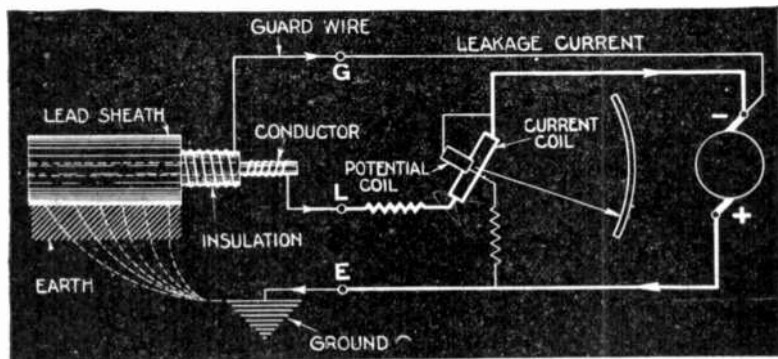 GUARD WIRE
LEAKAGE CURRENT
G
LEAD SHEATH
CONDUCTOR
CURRENT
COIL
POTENTIAL
COIL
-
L
INSULATION
+
E
EARTH
GROUND